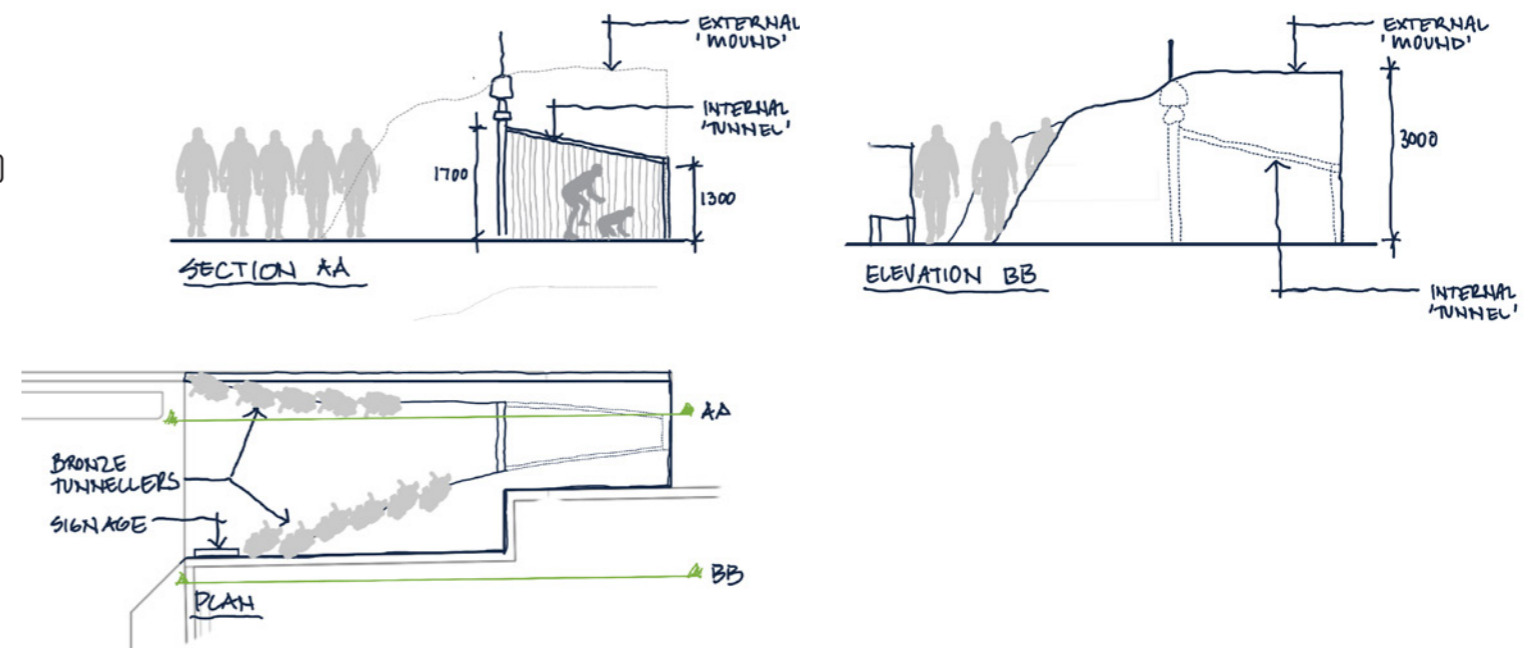 EXTERNAL
'MOUND'
INTERNAL
'TUNNEL'
1700
1300
SECTION AA
EXTERNAL
'MOUND'
3000
ELEVATION BB
INTERNAL
'TUNNEL'
AA
BRONZE
TUNNELLERS
SIGNAGE
BB
PLAN